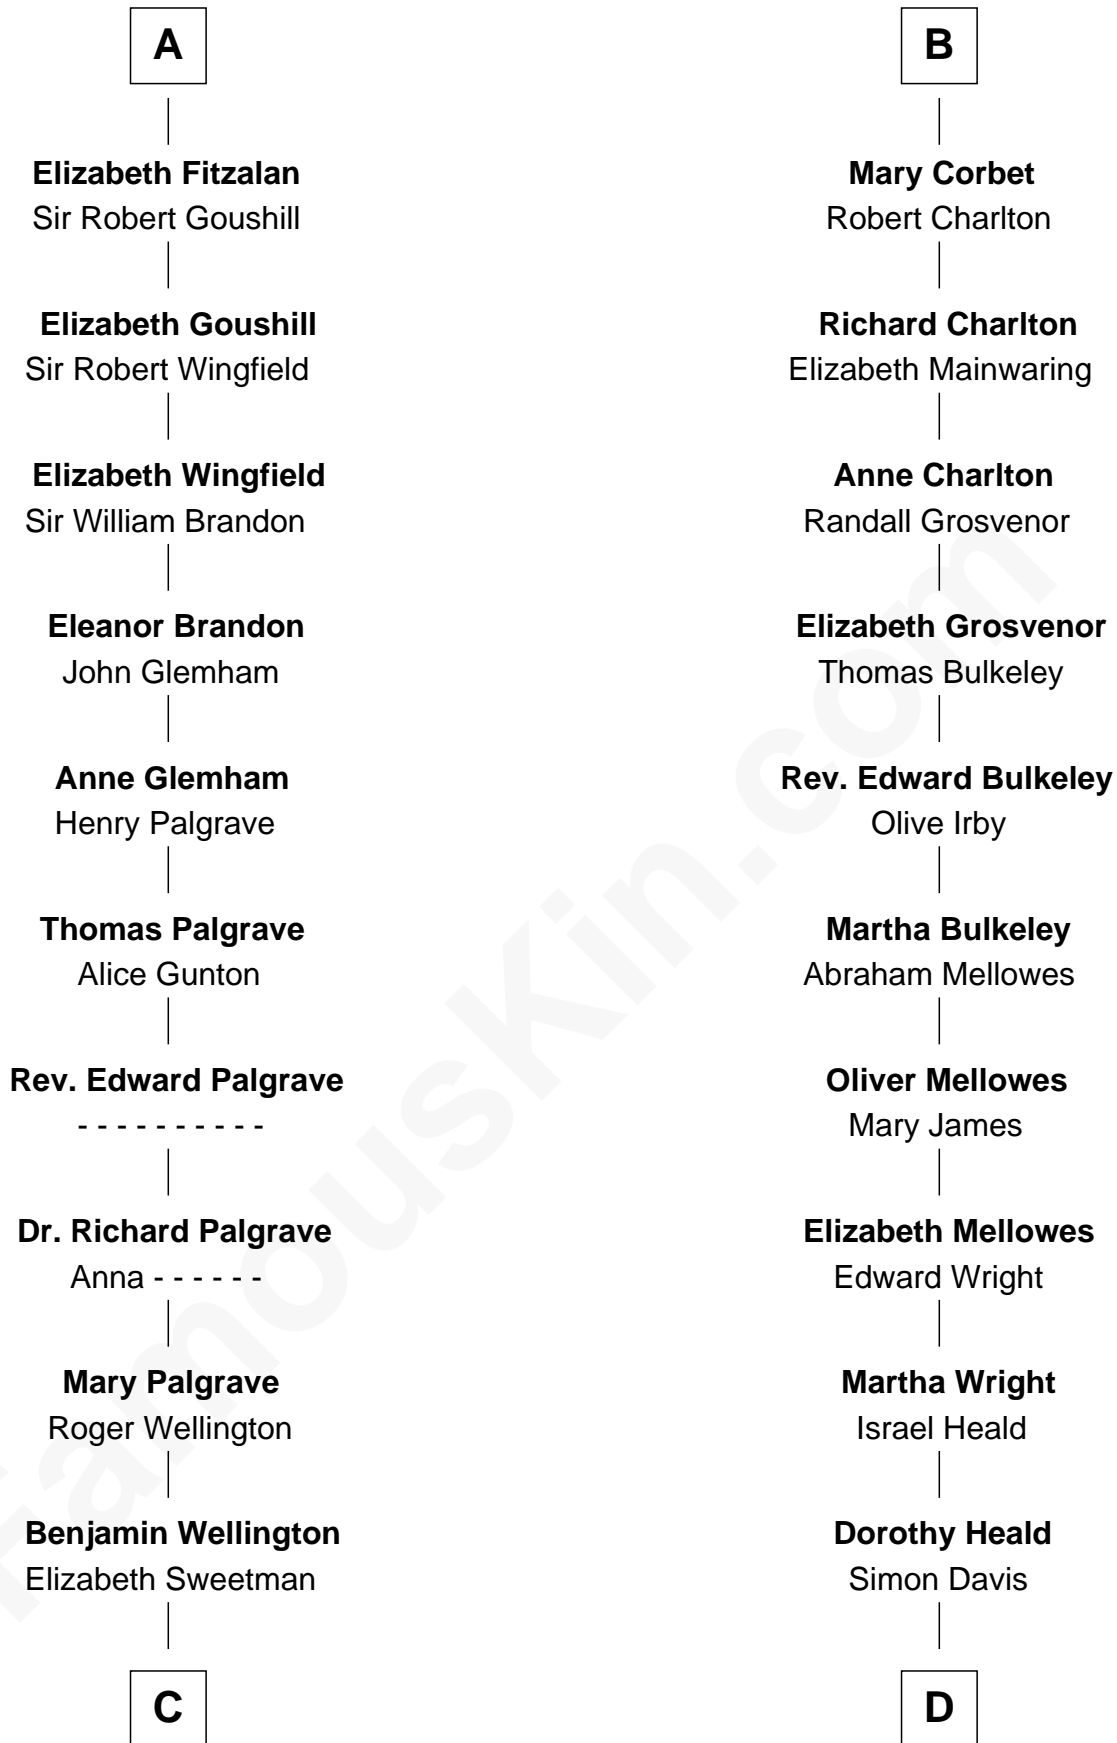 A
Elizabeth Fitzalan
Sir Robert Goushill
Elizabeth Goushill
Sir Robert Wingfield
Elizabeth Wingfield
Sir William Brandon
Eleanor Brandon
John Glemham
Anne Glemham
Henry Palgrave
Thomas Palgrave
Alice Gunton
Rev. Edward Palgrave
- - - - - - - - - -
Dr. Richard Palgrave
Anna - - - - - -
Mary Palgrave
Roger Wellington
Benjamin Wellington
Elizabeth Sweetman
C
B
Mary Corbet
Robert Charlton
Richard Charlton
Elizabeth Mainwaring
Anne Charlton
Randall Grosvenor
Elizabeth Grosvenor
Thomas Bulkeley
Rev. Edward Bulkeley
Olive Irby
Martha Bulkeley
Abraham Mellowes
Oliver Mellowes
Mary James
Elizabeth Mellowes
Edward Wright
Martha Wright
Israel Heald
Dorothy Heald
Simon Davis
D
FamousKin.com